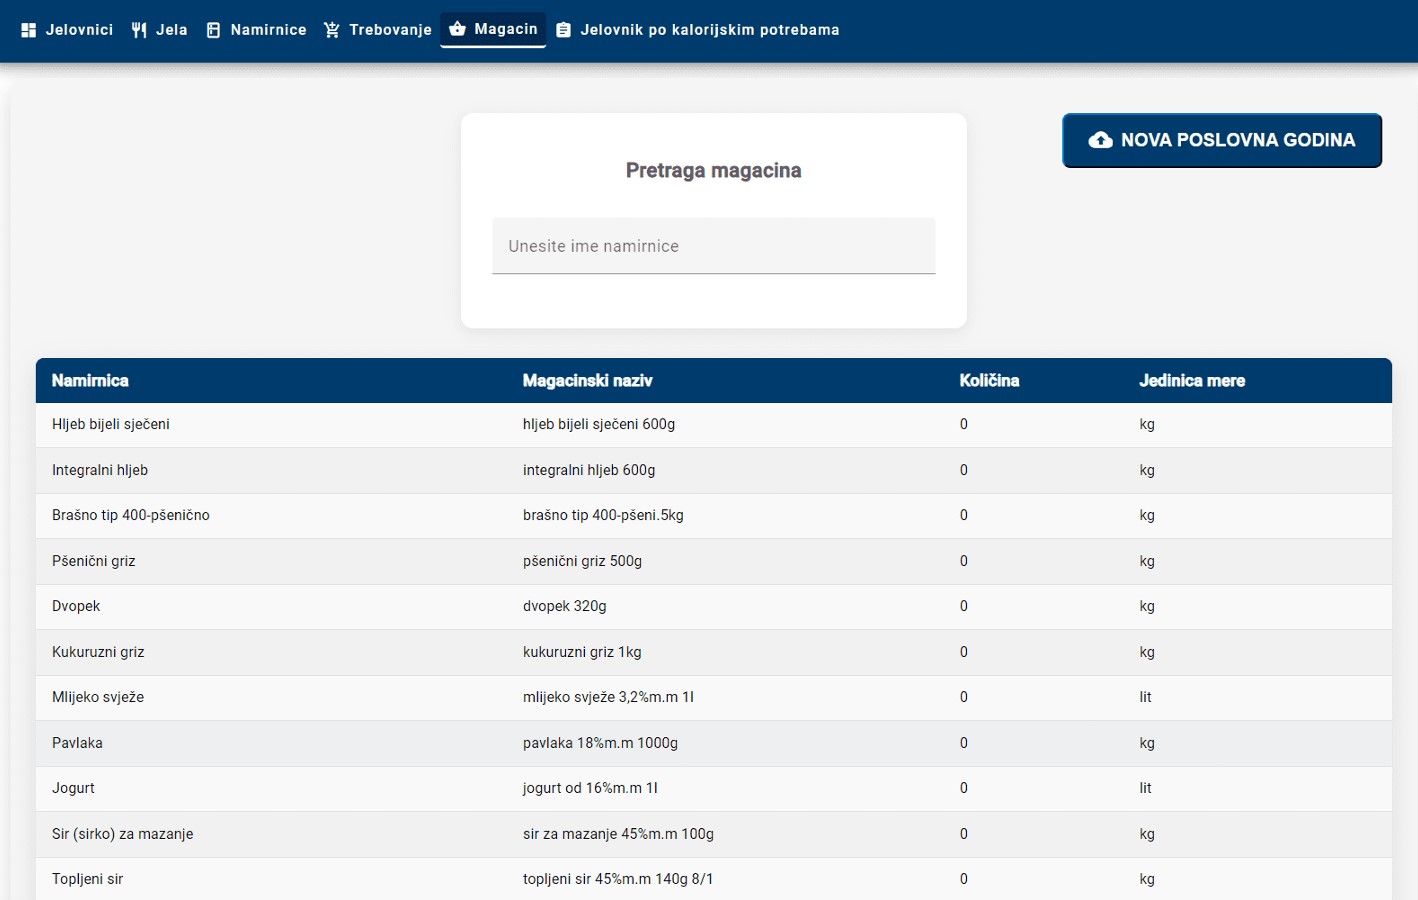 Jelovnici Jela Namirnice Trebovanje Magacin Jelovnik po kalorijskim potrebama
NOVA POSLOVNA GODINA
Pretraga magacina
Unesite ime namirnice
Namirnica Magacinski naziv Količina Jedinica mere
Hljeb bijeli sječeni hljeb bijeli sječeni 600g 0 kg
Integralni hljeb integralni hljeb 600g 0 kg
Brašno tip 400-pšenično brašno tip 400-pšeni.5kg 0 kg
Pšenični griz pšenični griz 500g 0 kg
Dvopek dvopek 320g 0 kg
Kukuruzni griz kukuruzni griz 1kg 0 kg
Mlijeko svježe mlijeko svježe 3,2%m.m 1l 0 lit
Pavlaka pavlaka 18%m.m 1000g 0 kg
Jogurt jogurt od 16%m.m 1l 0 lit
Sir (sirko) za mazanje sir za mazanje 45%m.m 100g 0 kg
Topljeni sir topljeni sir 45%m.m 140g 8/1 0 kg